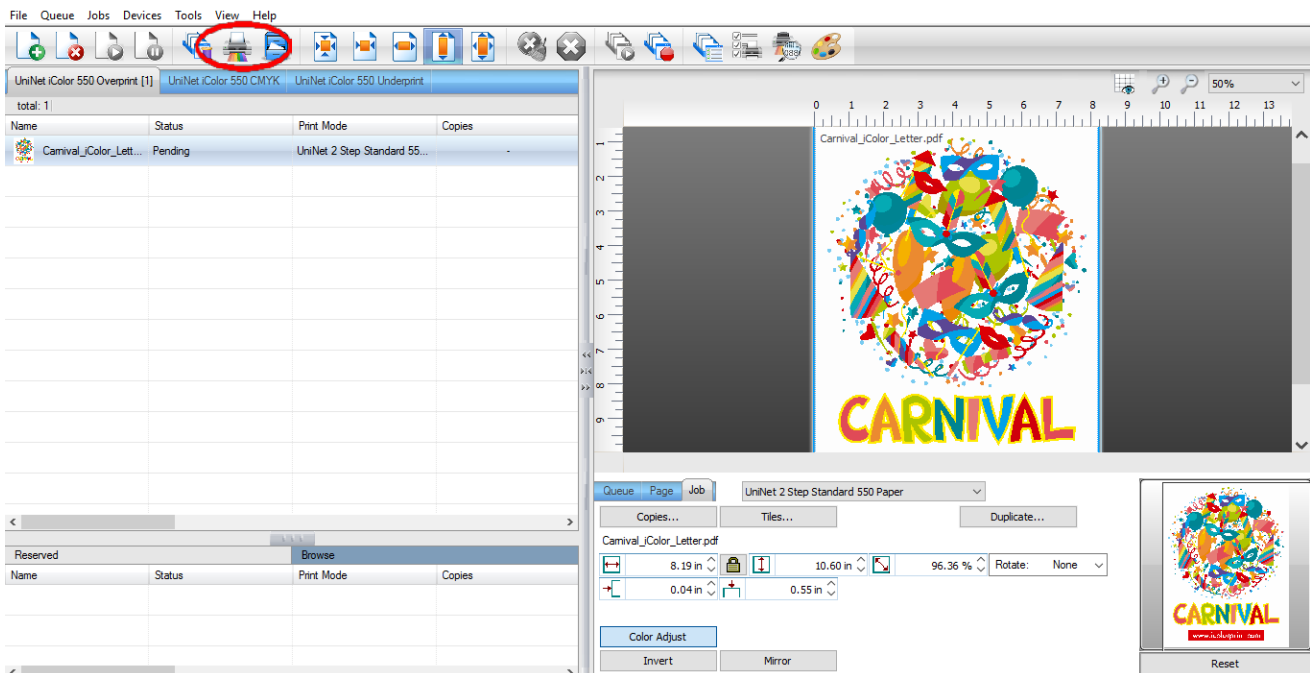 File Queue Jobs Devices Tools View Help
UniNet iColor 550 Overprint [1] UniNet iColor 550 CMYK UniNet iColor 550 Underprint
total: 1
Name Status Print Mode Copies
Carnival_iColor_Lett... Pending UniNet 2 Step Standard 55... -
Reserved Browse
Name Status Print Mode Copies
50%
0 1 2 3 4 5 6 7 8 9 10 11 12 13
1
2
3
4
5
6
7
8
9
Carnival_iColor_Letter.pdf
CARNIVAL
Queue Page Job UniNet 2 Step Standard 550 Paper
Copies... Tiles... Duplicate...
Carnival_iColor_Letter.pdf
8.19 in 10.60 in 96.36 % Rotate: None
0.04 in 0.55 in
Color Adjust
Invert Mirror
CARNIVAL
Reset